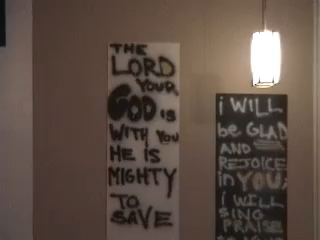 THE
LORD
YOUR
GOD is
WITH YOU
HE IS
MIGHTY
TO
SAVE
i WILL
be GLAD
AND
REJOICE
in YOU
i WILL
SING
PRAISE